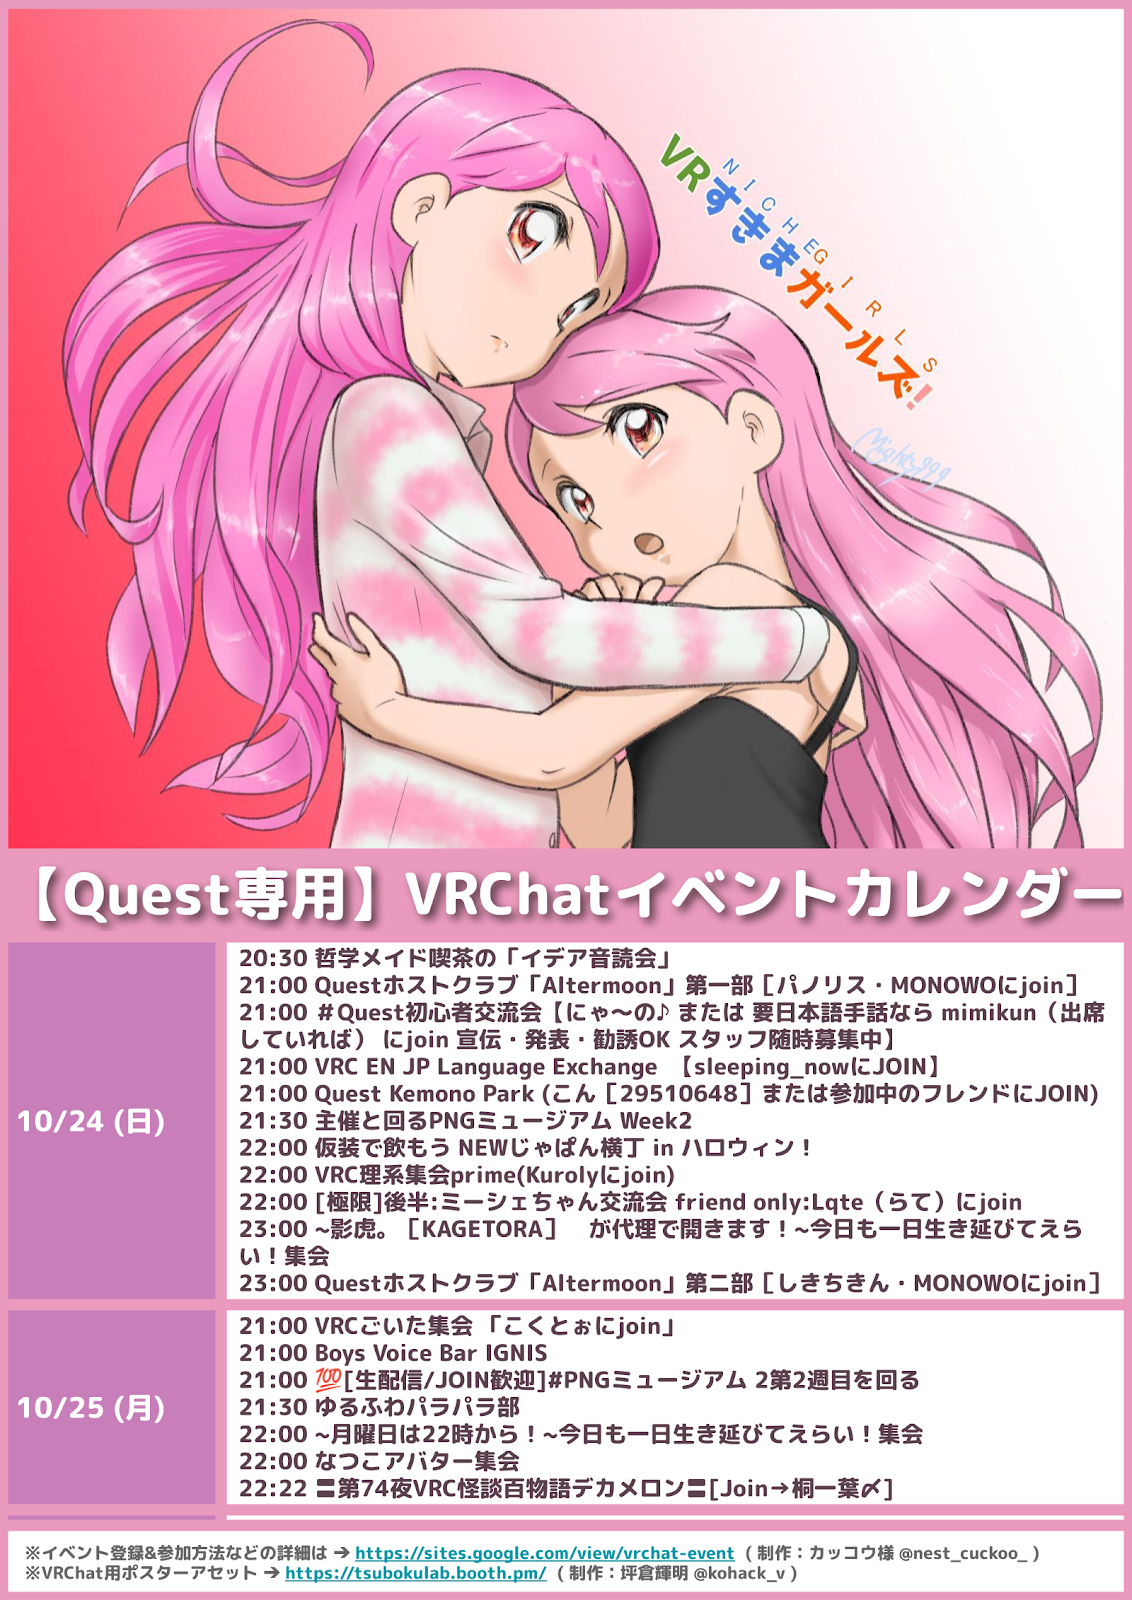 VRすきまガールズ!
NICHE GIRLS
Mighty999
【Quest専用】VRChatイベントカレンダー
10/24 (日)
20:30 哲学メイド喫茶の「イデア音読会」
21:00 Questホストクラブ「Altermoon」第一部［パノリス・MONOWOにjoin］
21:00 ＃Quest初心者交流会【にゃ～の♪ または 要日本語手話なら mimikun（出席
していれば） にjoin 宣伝・発表・勧誘OK スタッフ随時募集中】
21:00 VRC EN JP Language Exchange 【sleeping_nowにJOIN】
21:00 Quest Kemono Park (こん［29510648］または参加中のフレンドにJOIN)
21:30 主催と回るPNGミュージアム Week2
22:00 仮装で飲もう NEWじゃぱん横丁 in ハロウィン！
22:00 VRC理系集会prime(Kurolyにjoin)
22:00 [極限]後半:ミーシェちゃん交流会 friend only:Lqte（らて）にjoin
23:00 ~影虎。［KAGETORA］　が代理で開きます！~今日も一日生き延びてえら
い！集会
23:00 Questホストクラブ「Altermoon」第二部［しきちきん・MONOWOにjoin］
10/25 (月)
21:00 VRCごいた集会 「こくとぉにjoin」
21:00 Boys Voice Bar IGNIS
21:00 💯[生配信/JOIN歓迎]#PNGミュージアム 2第2週目を回る
21:30 ゆるふわパラパラ部
22:00 ~月曜日は22時から！~今日も一日生き延びてえらい！集会
22:00 なつこアバター集会
22:22 〓第74夜VRC怪談百物語デカメロン〓[Join→桐一葉〆]
※イベント登録&参加方法などの詳細は → https://sites.google.com/view/vrchat-event ( 制作：カッコウ様 @nest_cuckoo_ )
※VRChat用ポスターアセット → https://tsubokulab.booth.pm/ ( 制作：坪倉輝明 @kohack_v )